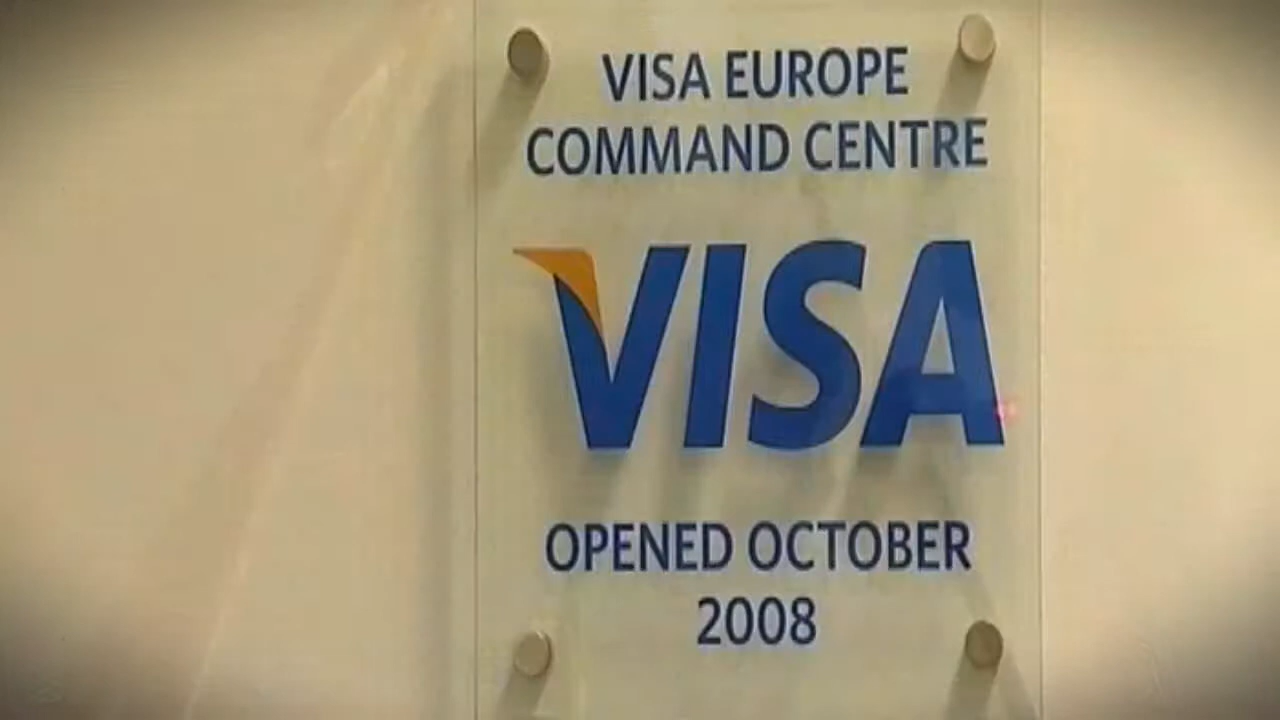 VISA EUROPE
COMMAND CENTRE
VISA
OPENED OCTOBER
2008